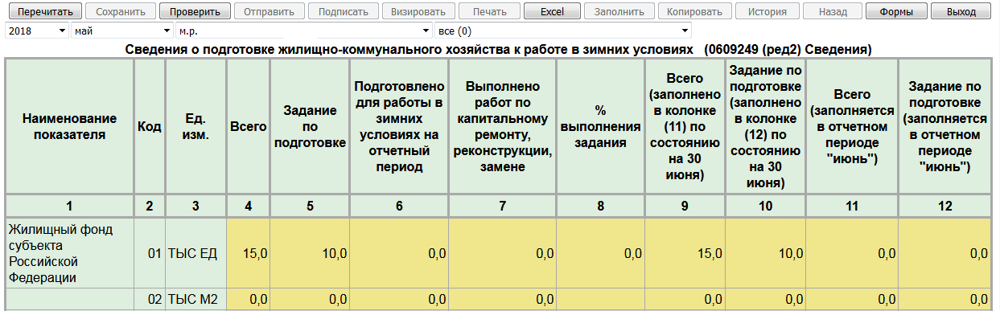 Перечитать Сохранить Проверить Отправить Подписать Визировать Печать Excel Заполнить Копировать История Назад Формы Выход
2018 май м.р. все (0)
Сведения о подготовке жилищно-коммунального хозяйства к работе в зимних условиях (0609249 (ред2) Сведения)
Наименование
показателя
Код
Ед.
изм.
Всего
Задание
по
подготовке
Подготовлено
для работы в
зимних
условиях на
отчетный
период
Выполнено
работ по
капитальному
ремонту,
реконструкции,
замене
%
выполнения
задания
Всего
(заполнено
в колонке
(11) по
состоянию
на 30
июня)
Задание по
подготовке
(заполнено
в колонке
(12) по
состоянию
на 30
июня)
Всего
(заполняется
в отчетном
периоде
"июнь")
Задание по
подготовке
(заполняется
в отчетном
периоде
"июнь")
1 2 3 4 5 6 7 8 9 10 11 12
Жилищный фонд
субъекта
Российской
Федерации
01 ТЫС ЕД 15,0 10,0 0,0 0,0 0,0 15,0 10,0 0,0 0,0
02 ТЫС М2 0,0 0,0 0,0 0,0 0,0 0,0 0,0 0,0